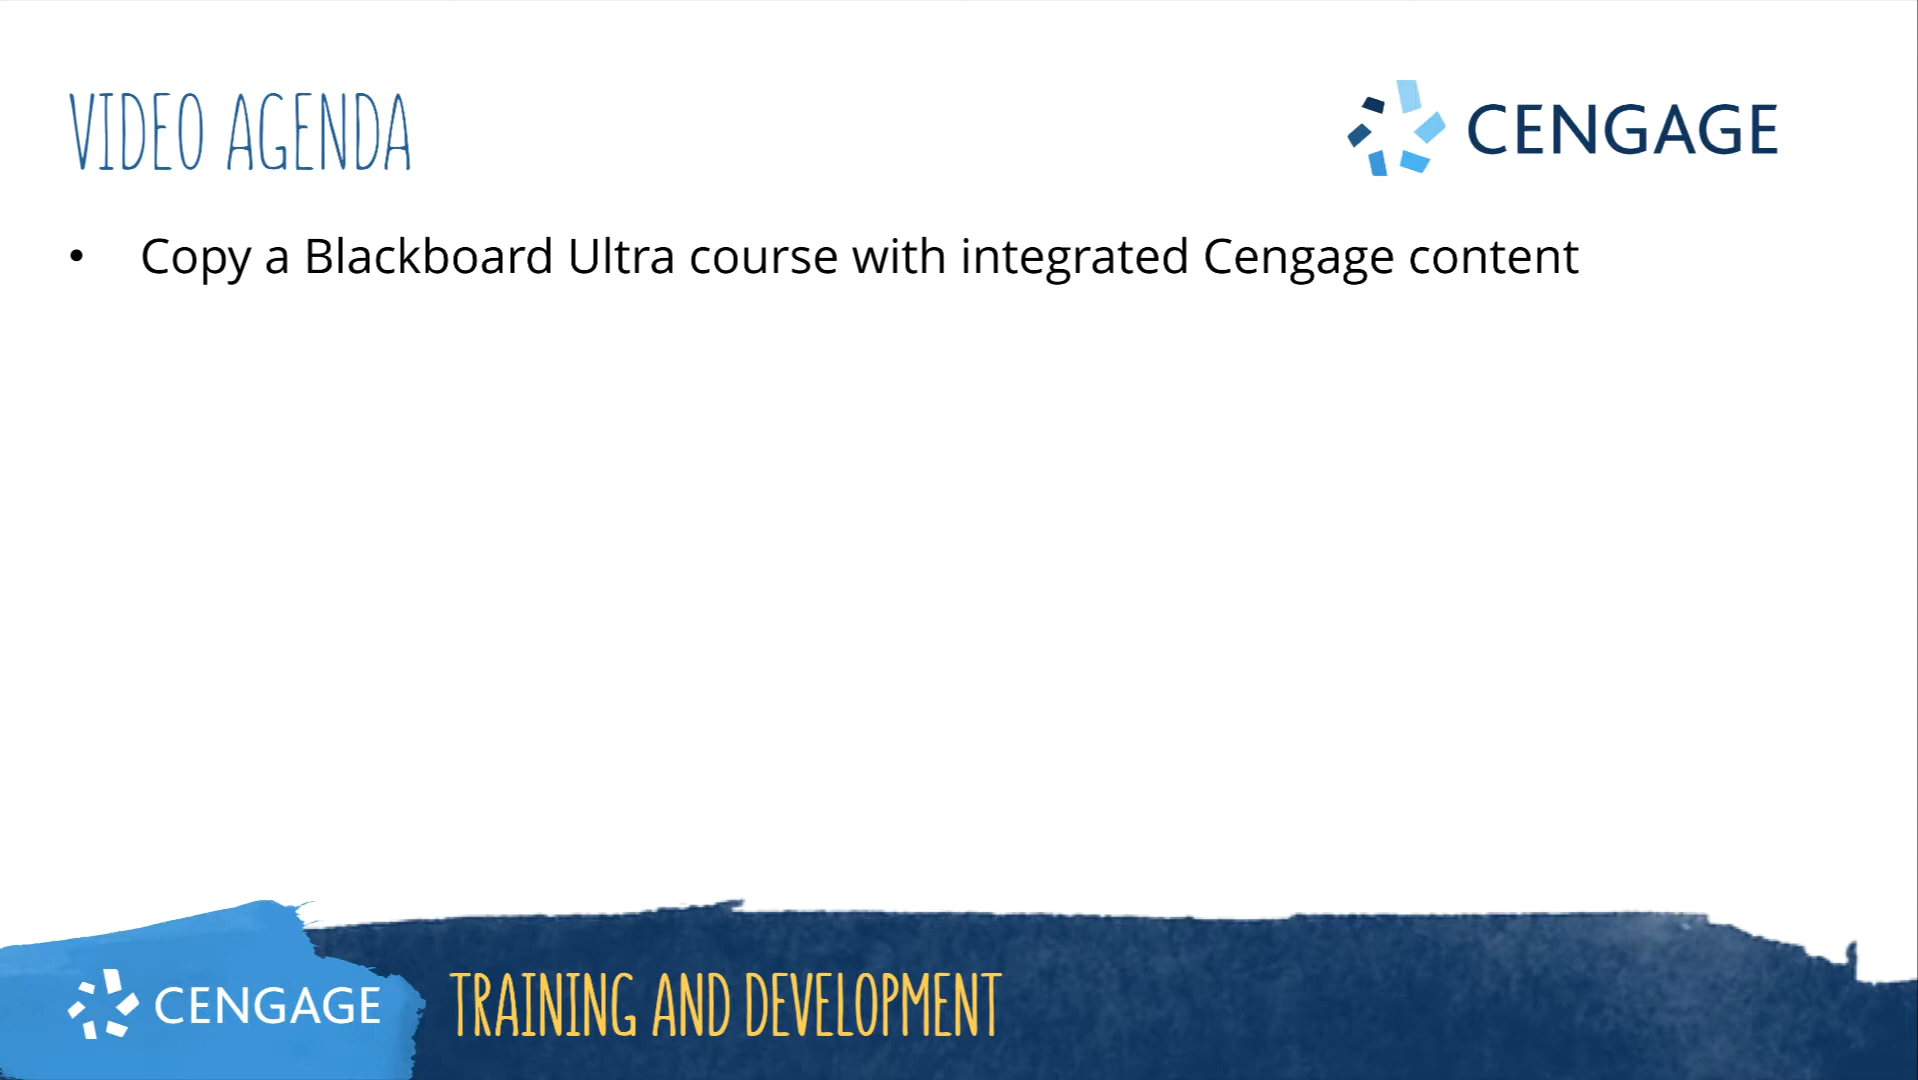 VIDEO AGENDA
CENGAGE
• Copy a Blackboard Ultra course with integrated Cengage content
CENGAGE
TRAINING AND DEVELOPMENT